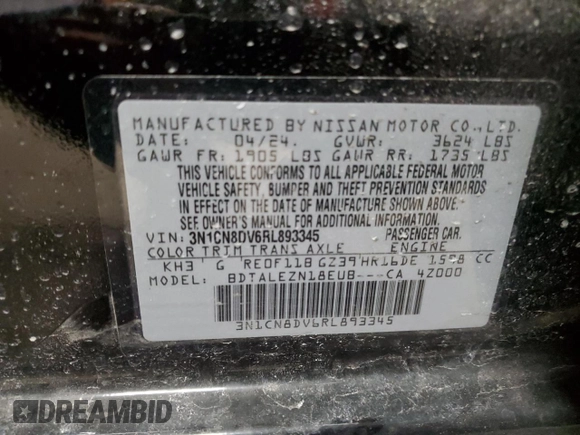 MANUFACTURED BY NISSAN MOTOR CO., LTD.
DATE: 04/24. GVWR: 3624 LBS
GAWR FR: 1905 LBS GAWR RR: 1735 LBS
THIS VEHICLE CONFORMS TO ALL APPLICABLE FEDERAL MOTOR
VEHICLE SAFETY, BUMPER AND THEFT PREVENTION STANDARDS
IN EFFECT ON THE DATE OF MANUFACTURE SHOWN ABOVE.
SEE OWNER'S MANUAL FOR ADDITIONAL INFORMATION.
VIN: 3N1CN8DV6RL893345 PASSENGER CAR.
COLOR TRIM TRANS AXLE ENGINE
KH3 G RE0F11B GZ39 HR16DE 1598 CC
MODEL: BDTALEZN18EUB---CA 4Z000
3N1CN8DV6RL893345
DREAMBID